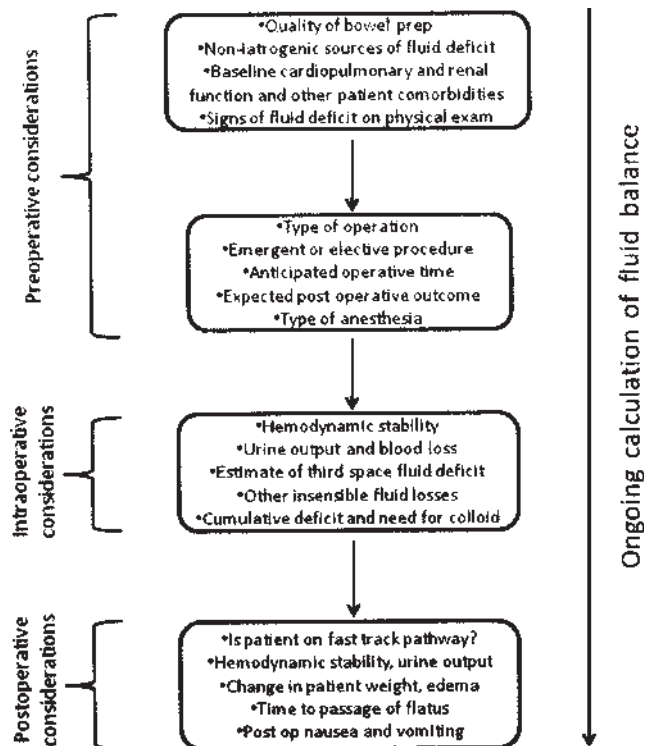 Preoperative considerations
•Quality of bowel prep
•Non-iatrogenic sources of fluid deficit
•Baseline cardiopulmonary and renal
function and other patient comorbidities
•Signs of fluid deficit on physical exam
•Type of operation
•Emergent or elective procedure
•Anticipated operative time
•Expected post operative outcome
•Type of anesthesia
Intraoperative
considerations
•Hemodynamic stability
•Urine output and blood loss
•Estimate of third space fluid deficit
•Other insensible fluid losses
•Cumulative deficit and need for colloid
Postoperative
considerations
•Is patient on fast track pathway?
•Hemodynamic stability, urine output
•Change in patient weight, edema
•Time to passage of flatus
•Post op nausea and vomiting
Ongoing calculation of fluid balance